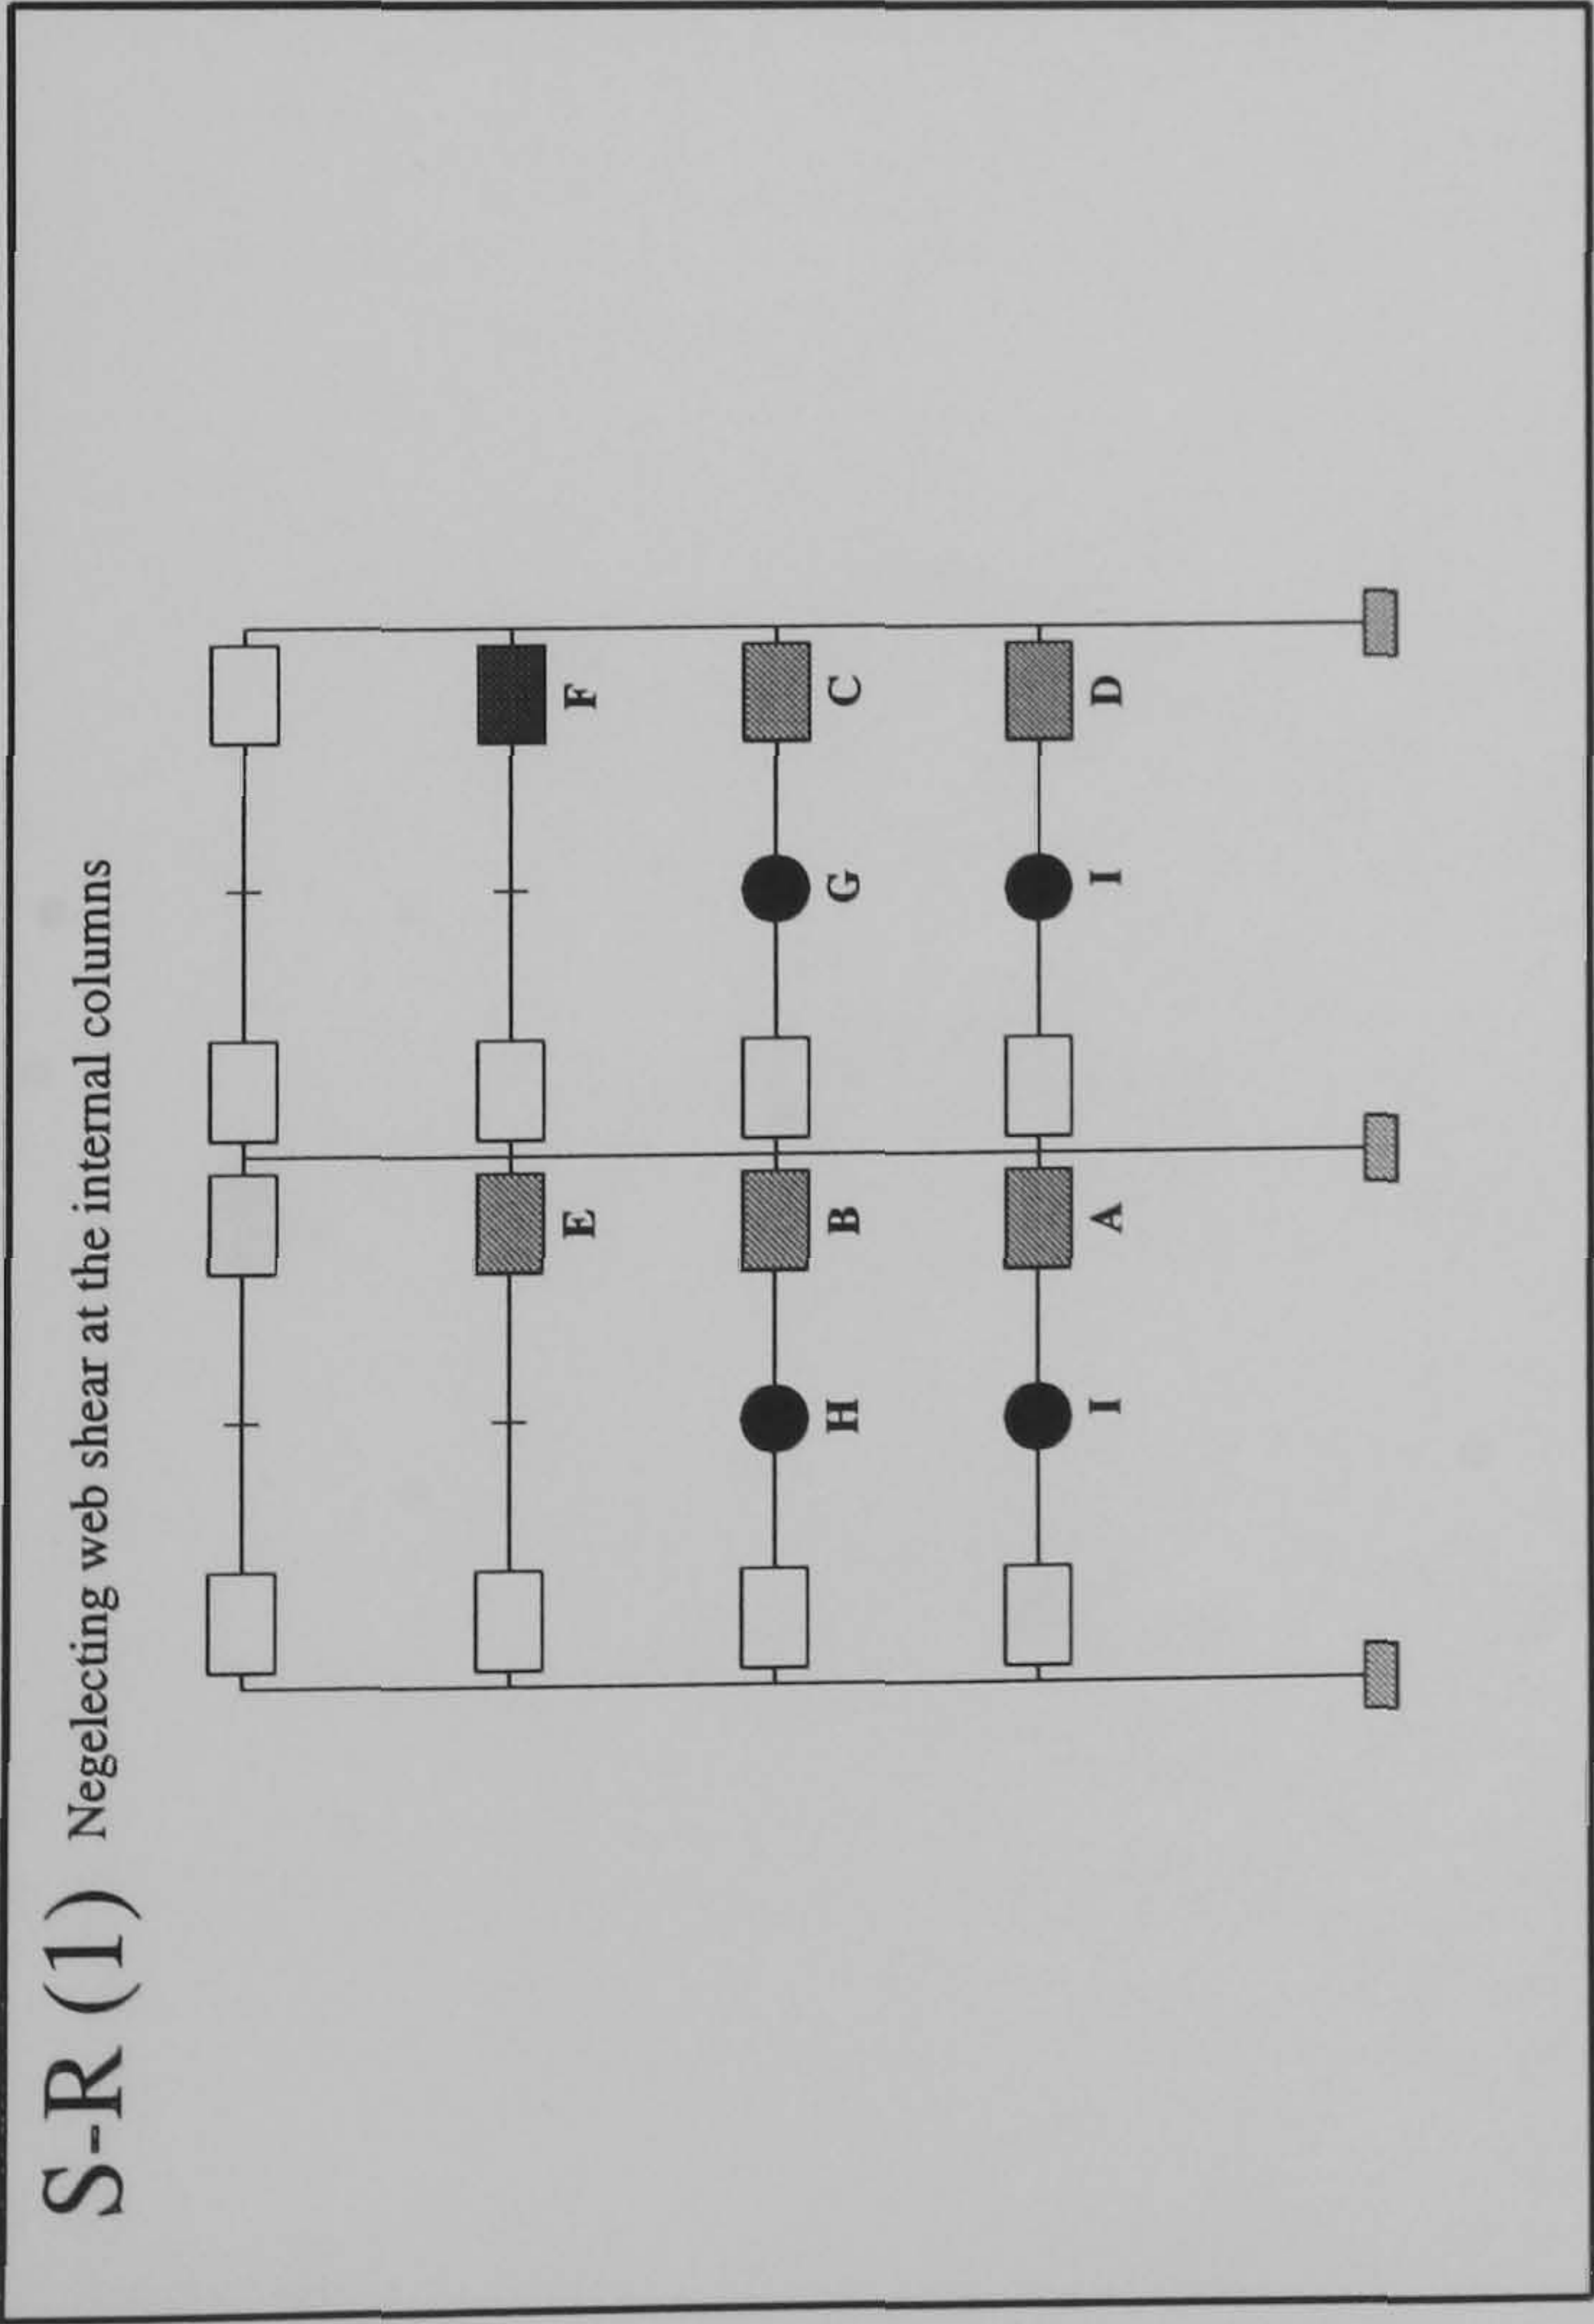 S-R (1) Negelecting web shear at the internal columns
E F
H B G C
I A I D